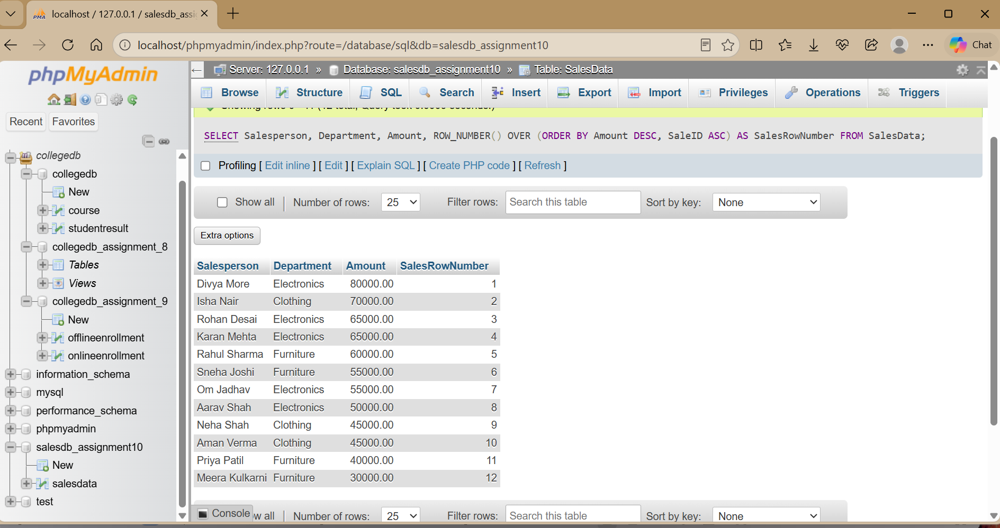 localhost / 127.0.0.1 / salesdb_assi
localhost/phpmyadmin/index.php?route=/database/sql&db=salesdb_assignment10
Chat
phpMyAdmin
Recent Favorites
collegedb
collegedb
New
course
studentresult
collegedb_assignment_8
Tables
Views
collegedb_assignment_9
New
offlineenrollment
onlineenrollment
information_schema
mysql
performance_schema
phpmyadmin
salesdb_assignment10
New
salesdata
test
Server: 127.0.0.1 » Database: salesdb_assignment10 » Table: SalesData
Browse Structure SQL Search Insert Export Import Privileges Operations Triggers
SELECT Salesperson, Department, Amount, ROW_NUMBER() OVER (ORDER BY Amount DESC, SaleID ASC) AS SalesRowNumber FROM SalesData;
Profiling [ Edit inline ] [ Edit ] [ Explain SQL ] [ Create PHP code ] [ Refresh ]
Show all | Number of rows: 25 Filter rows: Search this table Sort by key: None
Extra options
Salesperson Department Amount SalesRowNumber
Divya More Electronics 80000.00 1
Isha Nair Clothing 70000.00 2
Rohan Desai Electronics 65000.00 3
Karan Mehta Electronics 65000.00 4
Rahul Sharma Furniture 60000.00 5
Sneha Joshi Furniture 55000.00 6
Om Jadhav Electronics 55000.00 7
Aarav Shah Electronics 50000.00 8
Neha Shah Clothing 45000.00 9
Aman Verma Clothing 45000.00 10
Priya Patil Furniture 40000.00 11
Meera Kulkarni Furniture 30000.00 12
Console w all | Number of rows: 25 Filter rows: Search this table Sort by key: None